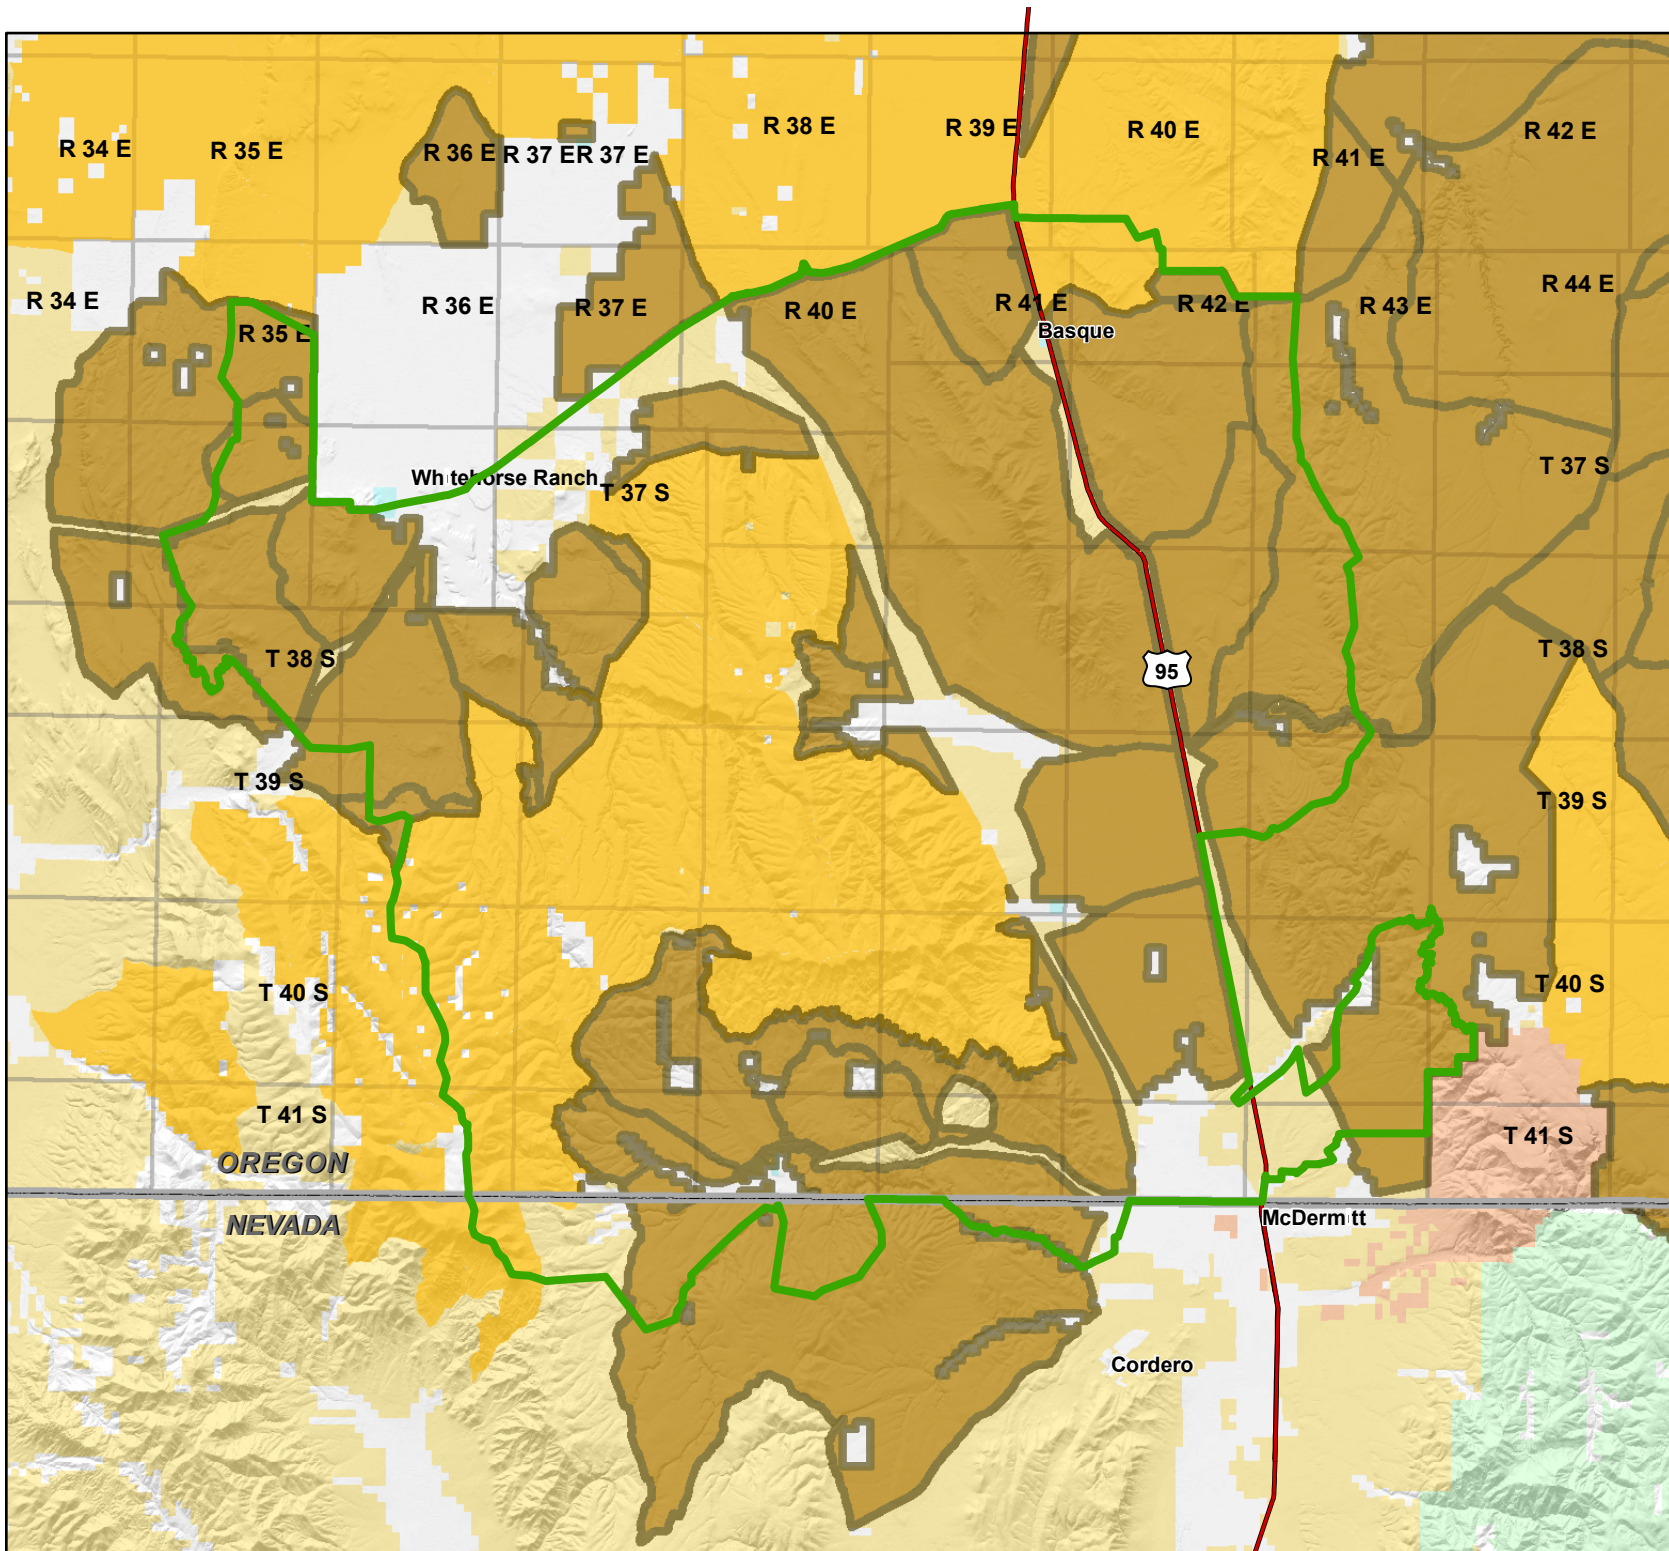 R 38 E
R 39 E
R 40 E
R 42 E
R 34 E
R 35 E
R 36 E
R 37 E
R 37 E
R 41 E
R 34 E
R 35 E
R 36 E
R 37 E
R 40 E
R 41 E
R 42 E
R 43 E
R 44 E
Basque
Whitehorse Ranch
T 37 S
T 37 S
T 38 S
T 38 S
95
T 39 S
T 39 S
T 40 S
T 40 S
T 41 S
T 41 S
OREGON
NEVADA
McDermitt
Cordero